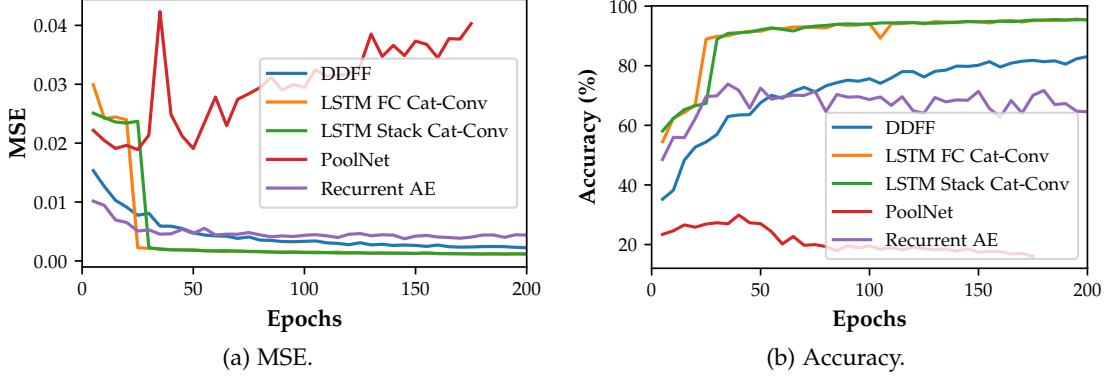 0.04
0.03
0.02
0.01
0.00
MSE
0
50
100
150
200
Epochs
DDFF
LSTM FC Cat-Conv
LSTM Stack Cat-Conv
PoolNet
Recurrent AE
(a) MSE.
100
80
60
40
20
Accuracy (%)
0
50
100
150
200
Epochs
DDFF
LSTM FC Cat-Conv
LSTM Stack Cat-Conv
PoolNet
Recurrent AE
(b) Accuracy.